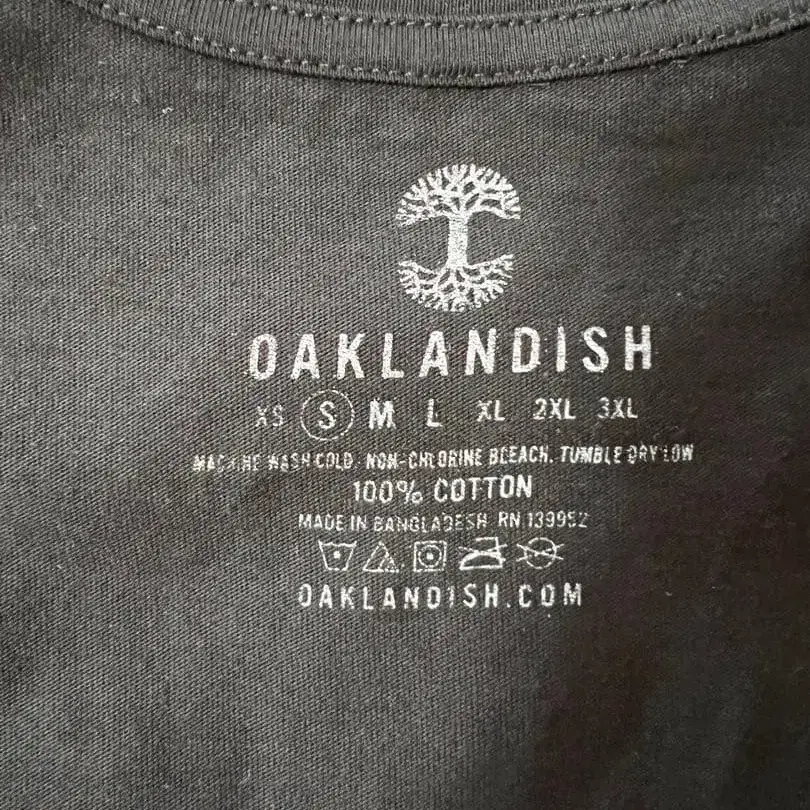 OAKLANDISH
XS S M L XL 2XL 3XL
MACHINE WASH COLD. NON-CHLORINE BLEACH. TUMBLE DRY LOW
100% COTTON
MADE IN BANGLADESH RN 139952
OAKLANDISH.COM